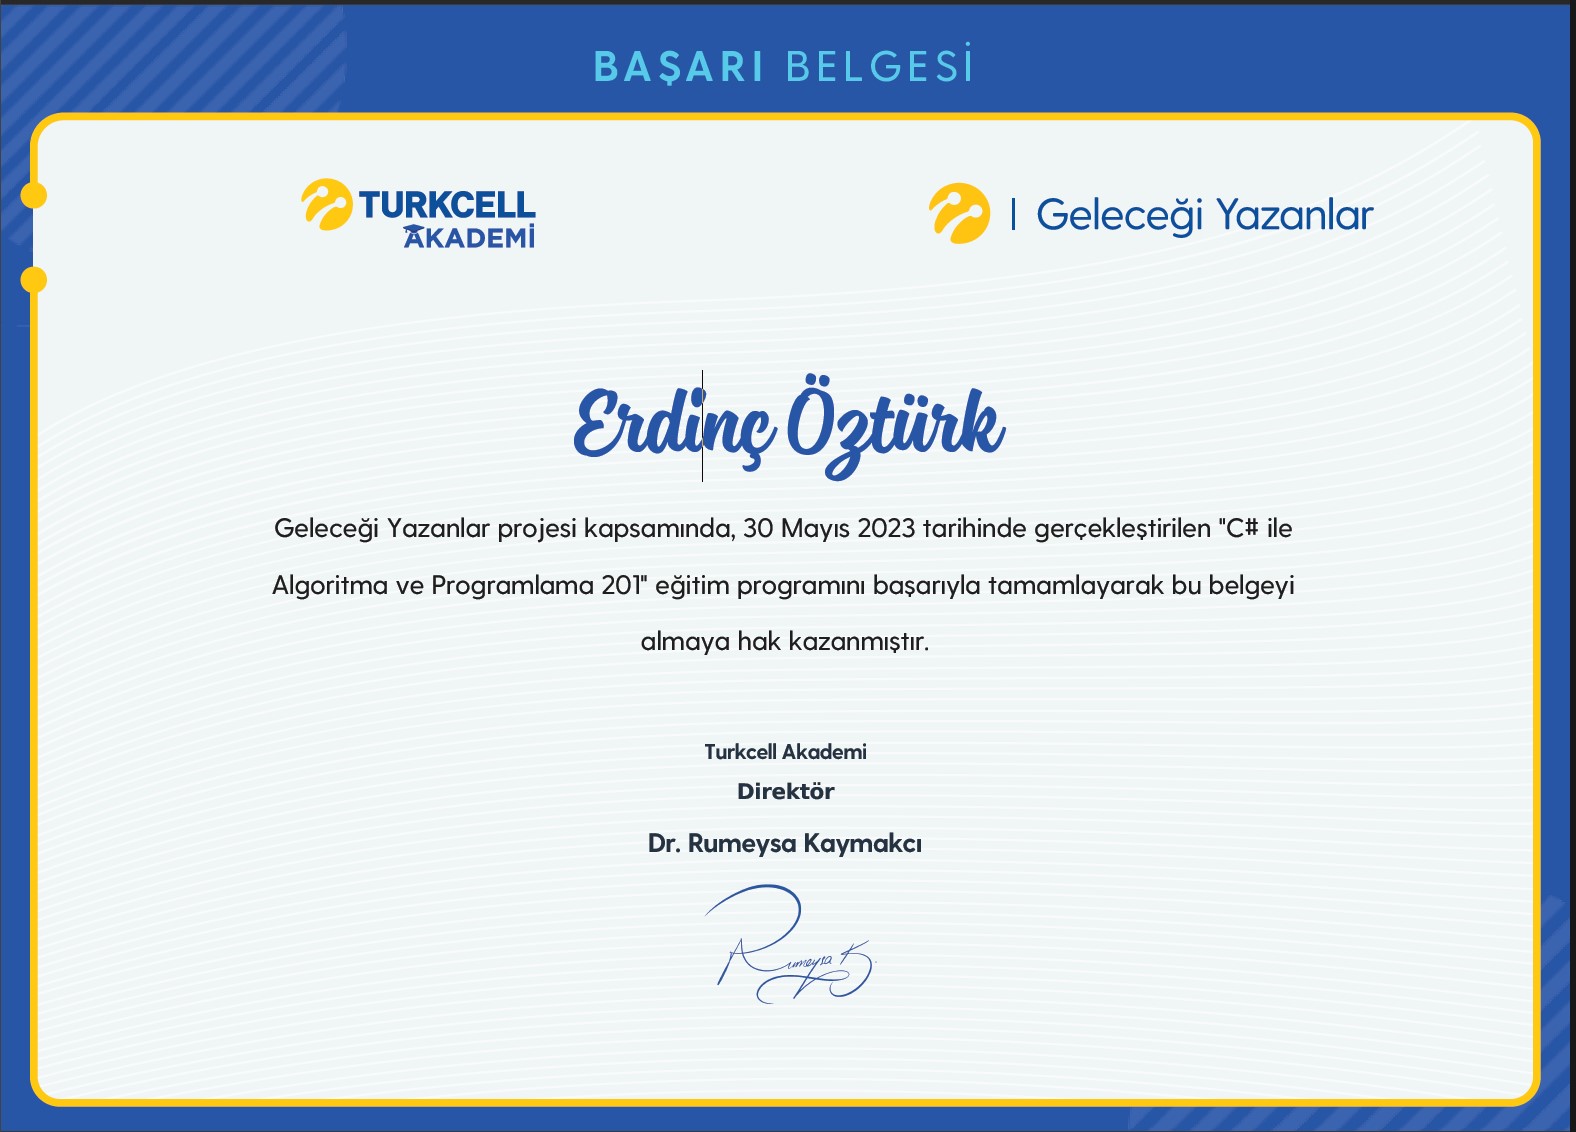 BAŞARI BELGESİ
TURKCELL
AKADEMİ
| Geleceği Yazanlar
Erdinç Öztürk
Geleceği Yazanlar projesi kapsamında, 30 Mayıs 2023 tarihinde gerçekleştirilen "C# ile
Algoritma ve Programlama 201" eğitim programını başarıyla tamamlayarak bu belgeyi
almaya hak kazanmıştır.
Turkcell Akademi
Direktör
Dr. Rumeysa Kaymakcı
Rumeysa K.